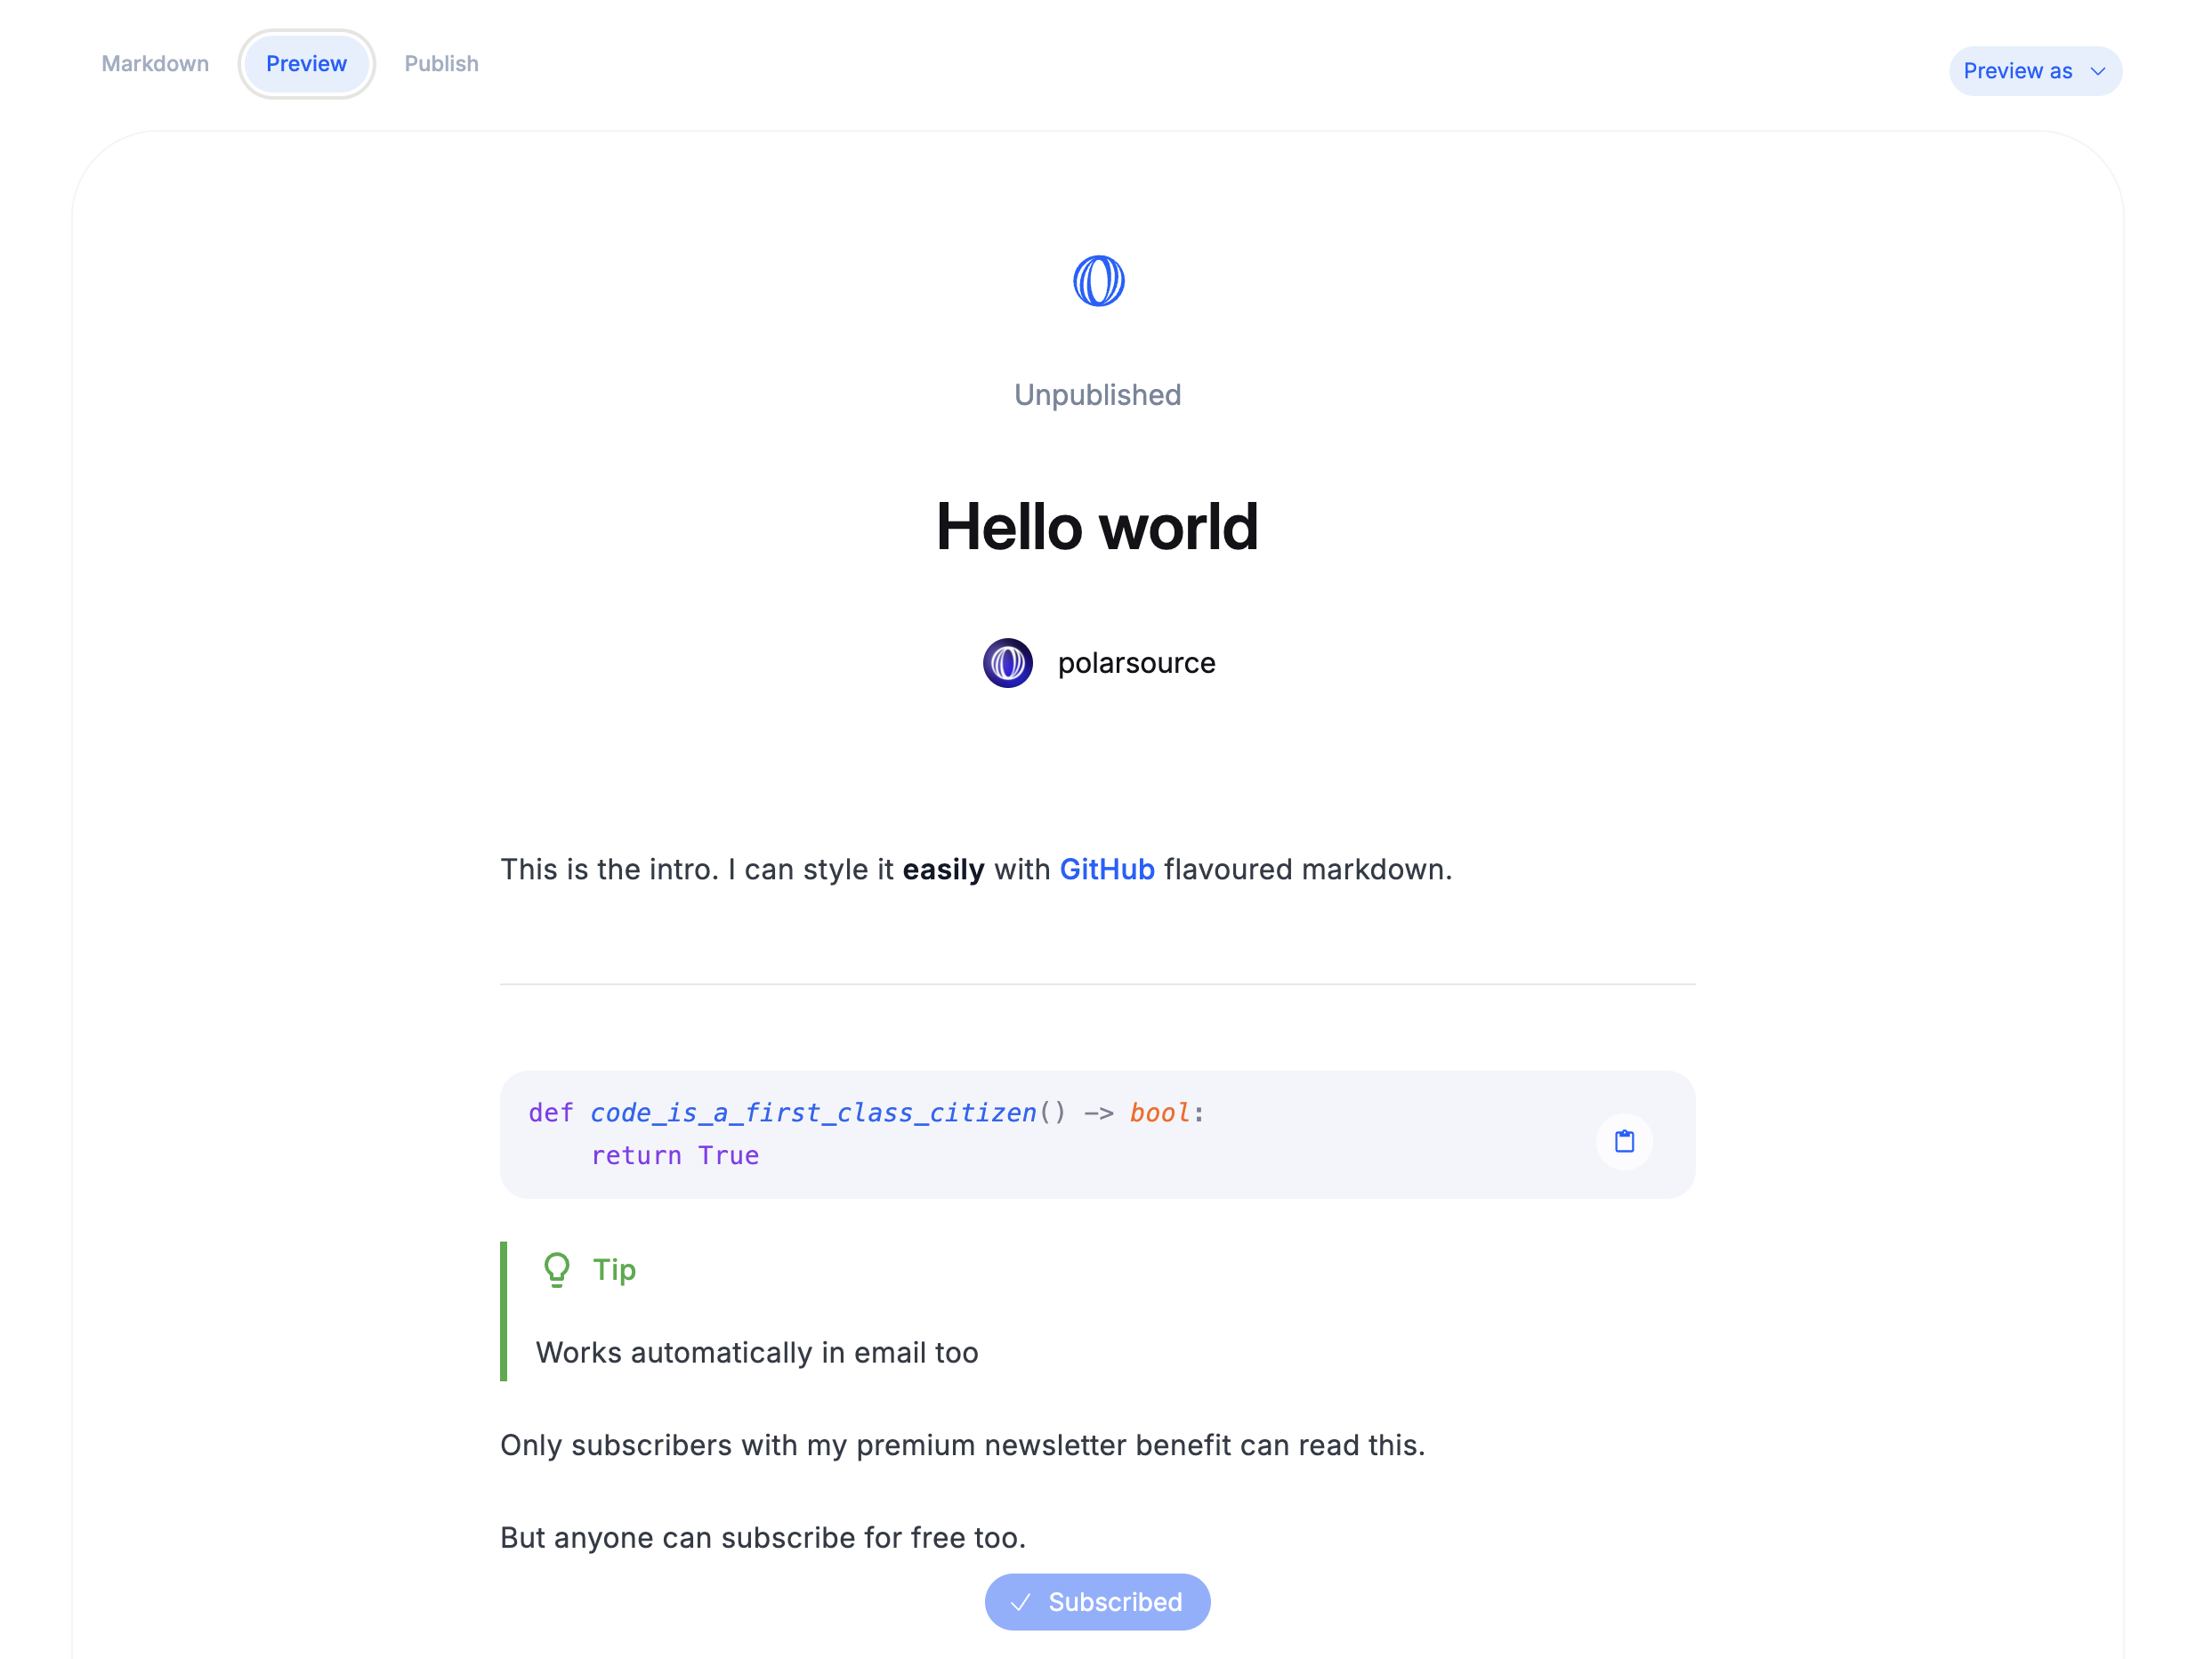 Markdown Preview Publish Preview as
Unpublished
Hello world
polarsource
This is the intro. I can style it easily with GitHub flavoured markdown.
def code_is_a_first_class_citizen() -> bool:
    return True
Tip
Works automatically in email too
Only subscribers with my premium newsletter benefit can read this.
But anyone can subscribe for free too.
Subscribed